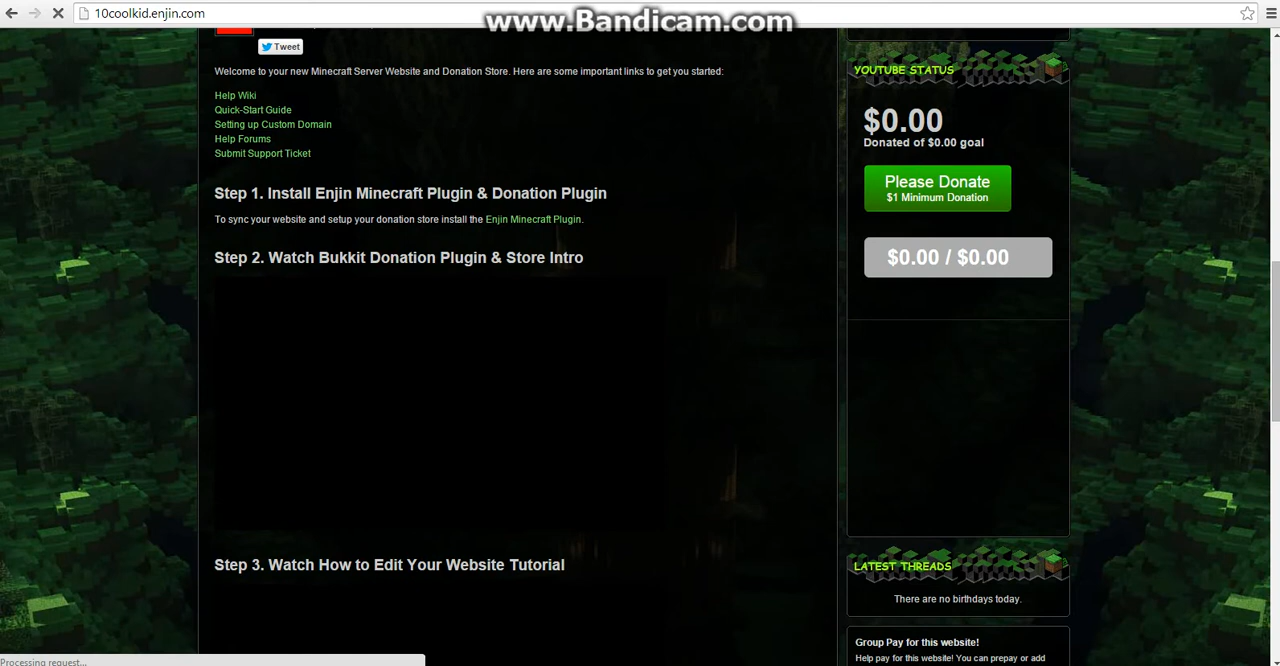 10coolkid.enjin.com
www.Bandicam.com
Tweet
Welcome to your new Minecraft Server Website and Donation Store. Here are some important links to get you started:
Help Wiki
Quick-Start Guide
Setting up Custom Domain
Help Forums
Submit Support Ticket
Step 1. Install Enjin Minecraft Plugin & Donation Plugin
To sync your website and setup your donation store install the Enjin Minecraft Plugin.
Step 2. Watch Bukkit Donation Plugin & Store Intro
Step 3. Watch How to Edit Your Website Tutorial
YOUTUBE STATUS
$0.00
Donated of $0.00 goal
Please Donate
$1 Minimum Donation
$0.00 / $0.00
LATEST THREADS
There are no birthdays today.
Group Pay for this website!
Help pay for this website! You can prepay or add
Processing request...